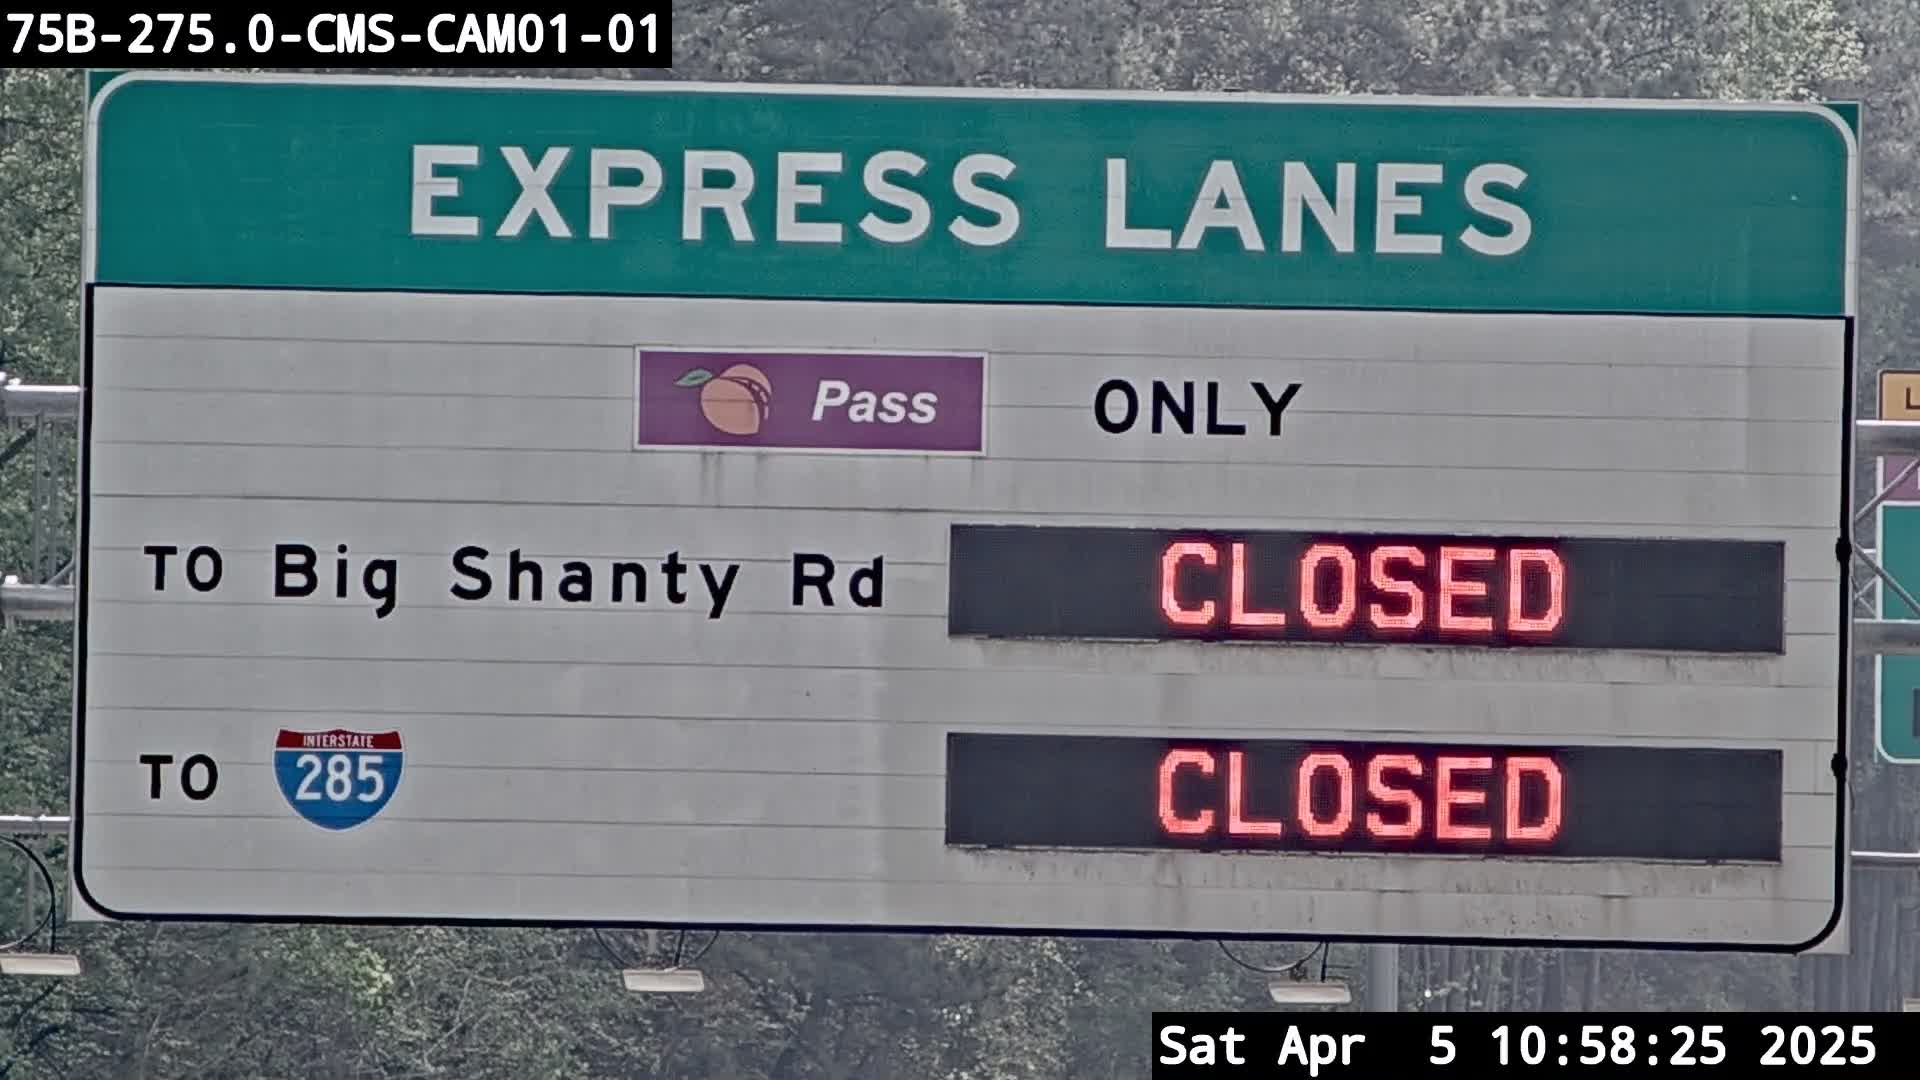 75B-275.0-CMS-CAM01-01
EXPRESS LANES
Pass ONLY
TO Big Shanty Rd CLOSED
TO INTERSTATE 285 CLOSED
Sat Apr 5 10:58:25 2025